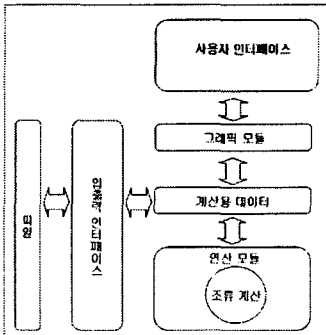 사용자 인터페이스
그래픽 모듈
계산용 데이터
연산 모듈
조류 계산
입출력 인터페이스
파일